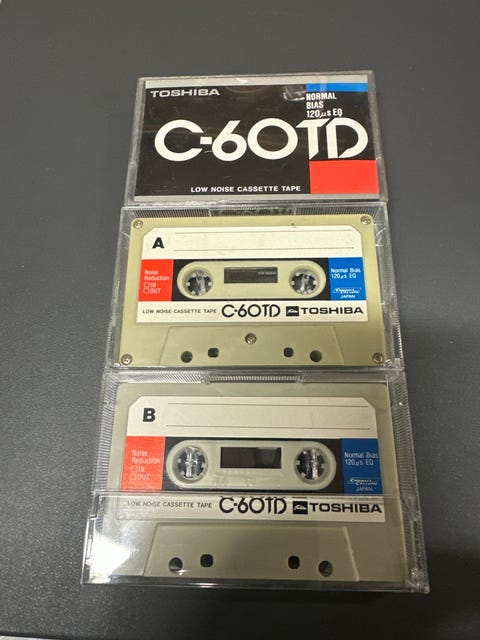 TOSHIBA
NORMAL
BIAS
120μs EQ
C-60TD
LOW NOISE CASSETTE TAPE
A
Noise
Reduction
IN
OUT
Normal Bias
120μs EQ
JAPAN
LOW NOISE CASSETTE TAPE C-60TD TOSHIBA
B
Noise
Reduction
IN
OUT
Normal Bias
120μs EQ
JAPAN
LOW NOISE CASSETTE TAPE C-60TD TOSHIBA